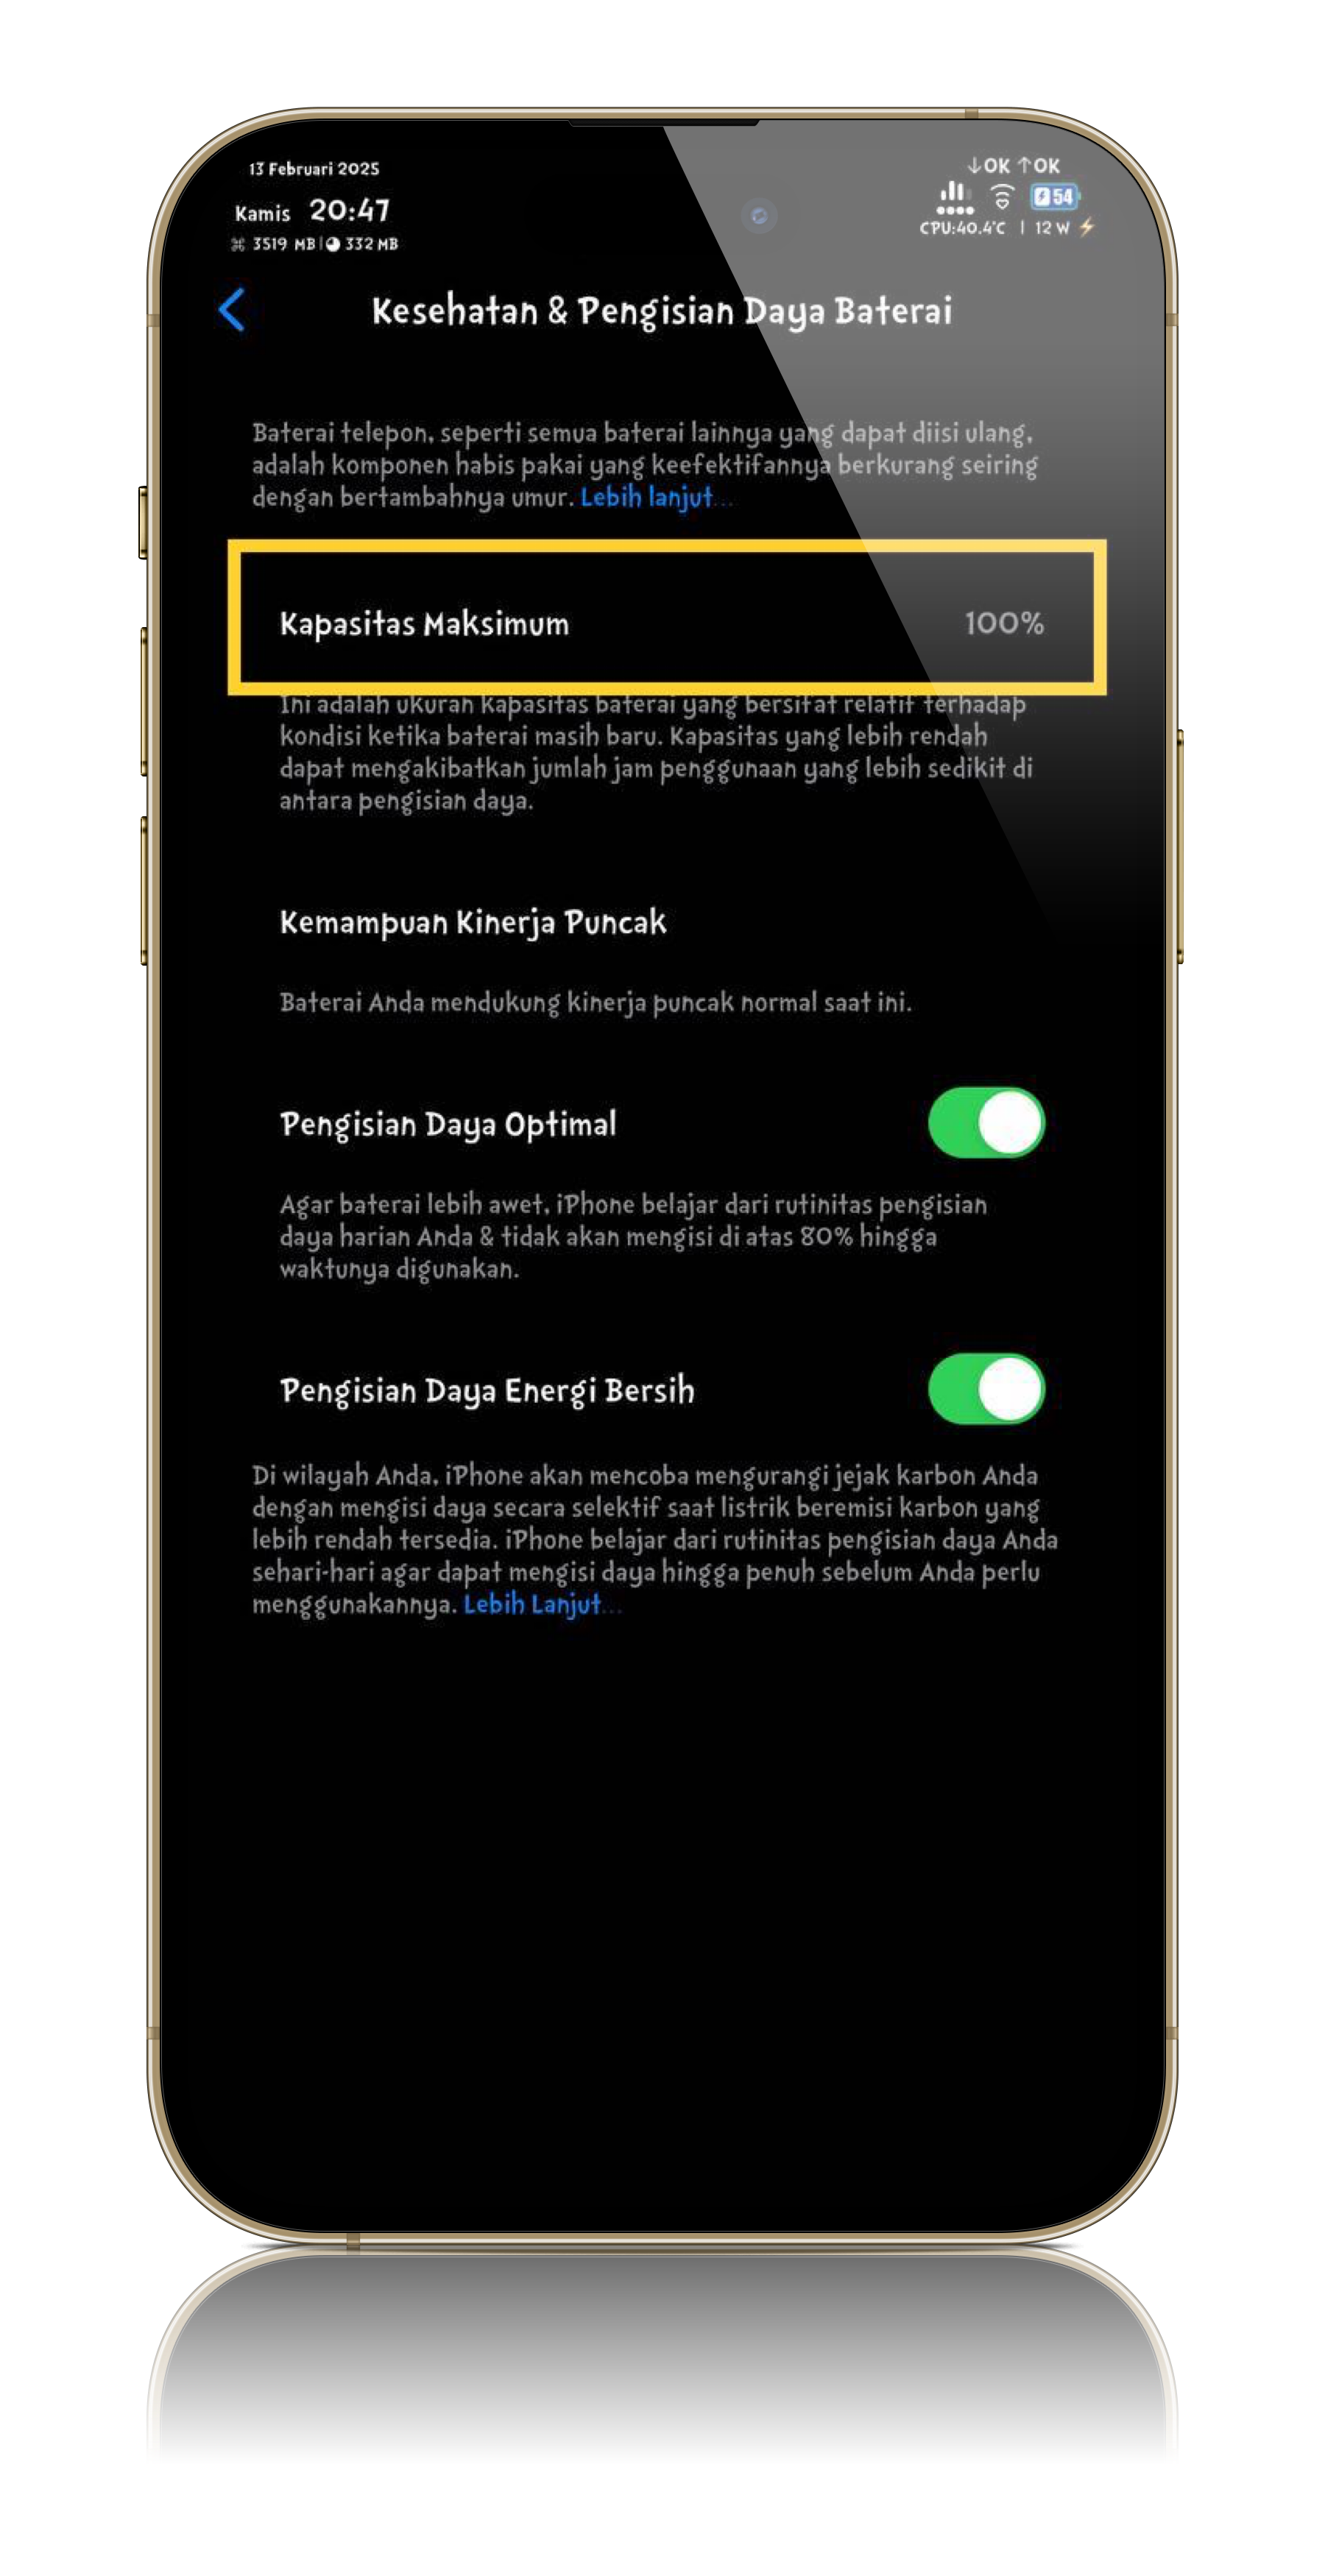 13 Februari 2025
↓OK ↑OK
Kamis 20:47
54
⌘ 3519 MB | 332 MB
CPU:40.4°C | 12 W ⚡
Kesehatan & Pengisian Daya Baterai
Baterai telepon, seperti semua baterai lainnya yang dapat diisi ulang,
adalah komponen habis pakai yang keefektifannya berkurang seiring
dengan bertambahnya umur. Lebih lanjut...
Kapasitas Maksimum 100%
Ini adalah ukuran kapasitas baterai yang bersifat relatif terhadap
kondisi ketika baterai masih baru. Kapasitas yang lebih rendah
dapat mengakibatkan jumlah jam penggunaan yang lebih sedikit di
antara pengisian daya.
Kemampuan Kinerja Puncak
Baterai Anda mendukung kinerja puncak normal saat ini.
Pengisian Daya Optimal
Agar baterai lebih awet, iPhone belajar dari rutinitas pengisian
daya harian Anda & tidak akan mengisi di atas 80% hingga
waktunya digunakan.
Pengisian Daya Energi Bersih
Di wilayah Anda, iPhone akan mencoba mengurangi jejak karbon Anda
dengan mengisi daya secara selektif saat listrik beremisi karbon yang
lebih rendah tersedia. iPhone belajar dari rutinitas pengisian daya Anda
sehari-hari agar dapat mengisi daya hingga penuh sebelum Anda perlu
menggunakannya. Lebih Lanjut...